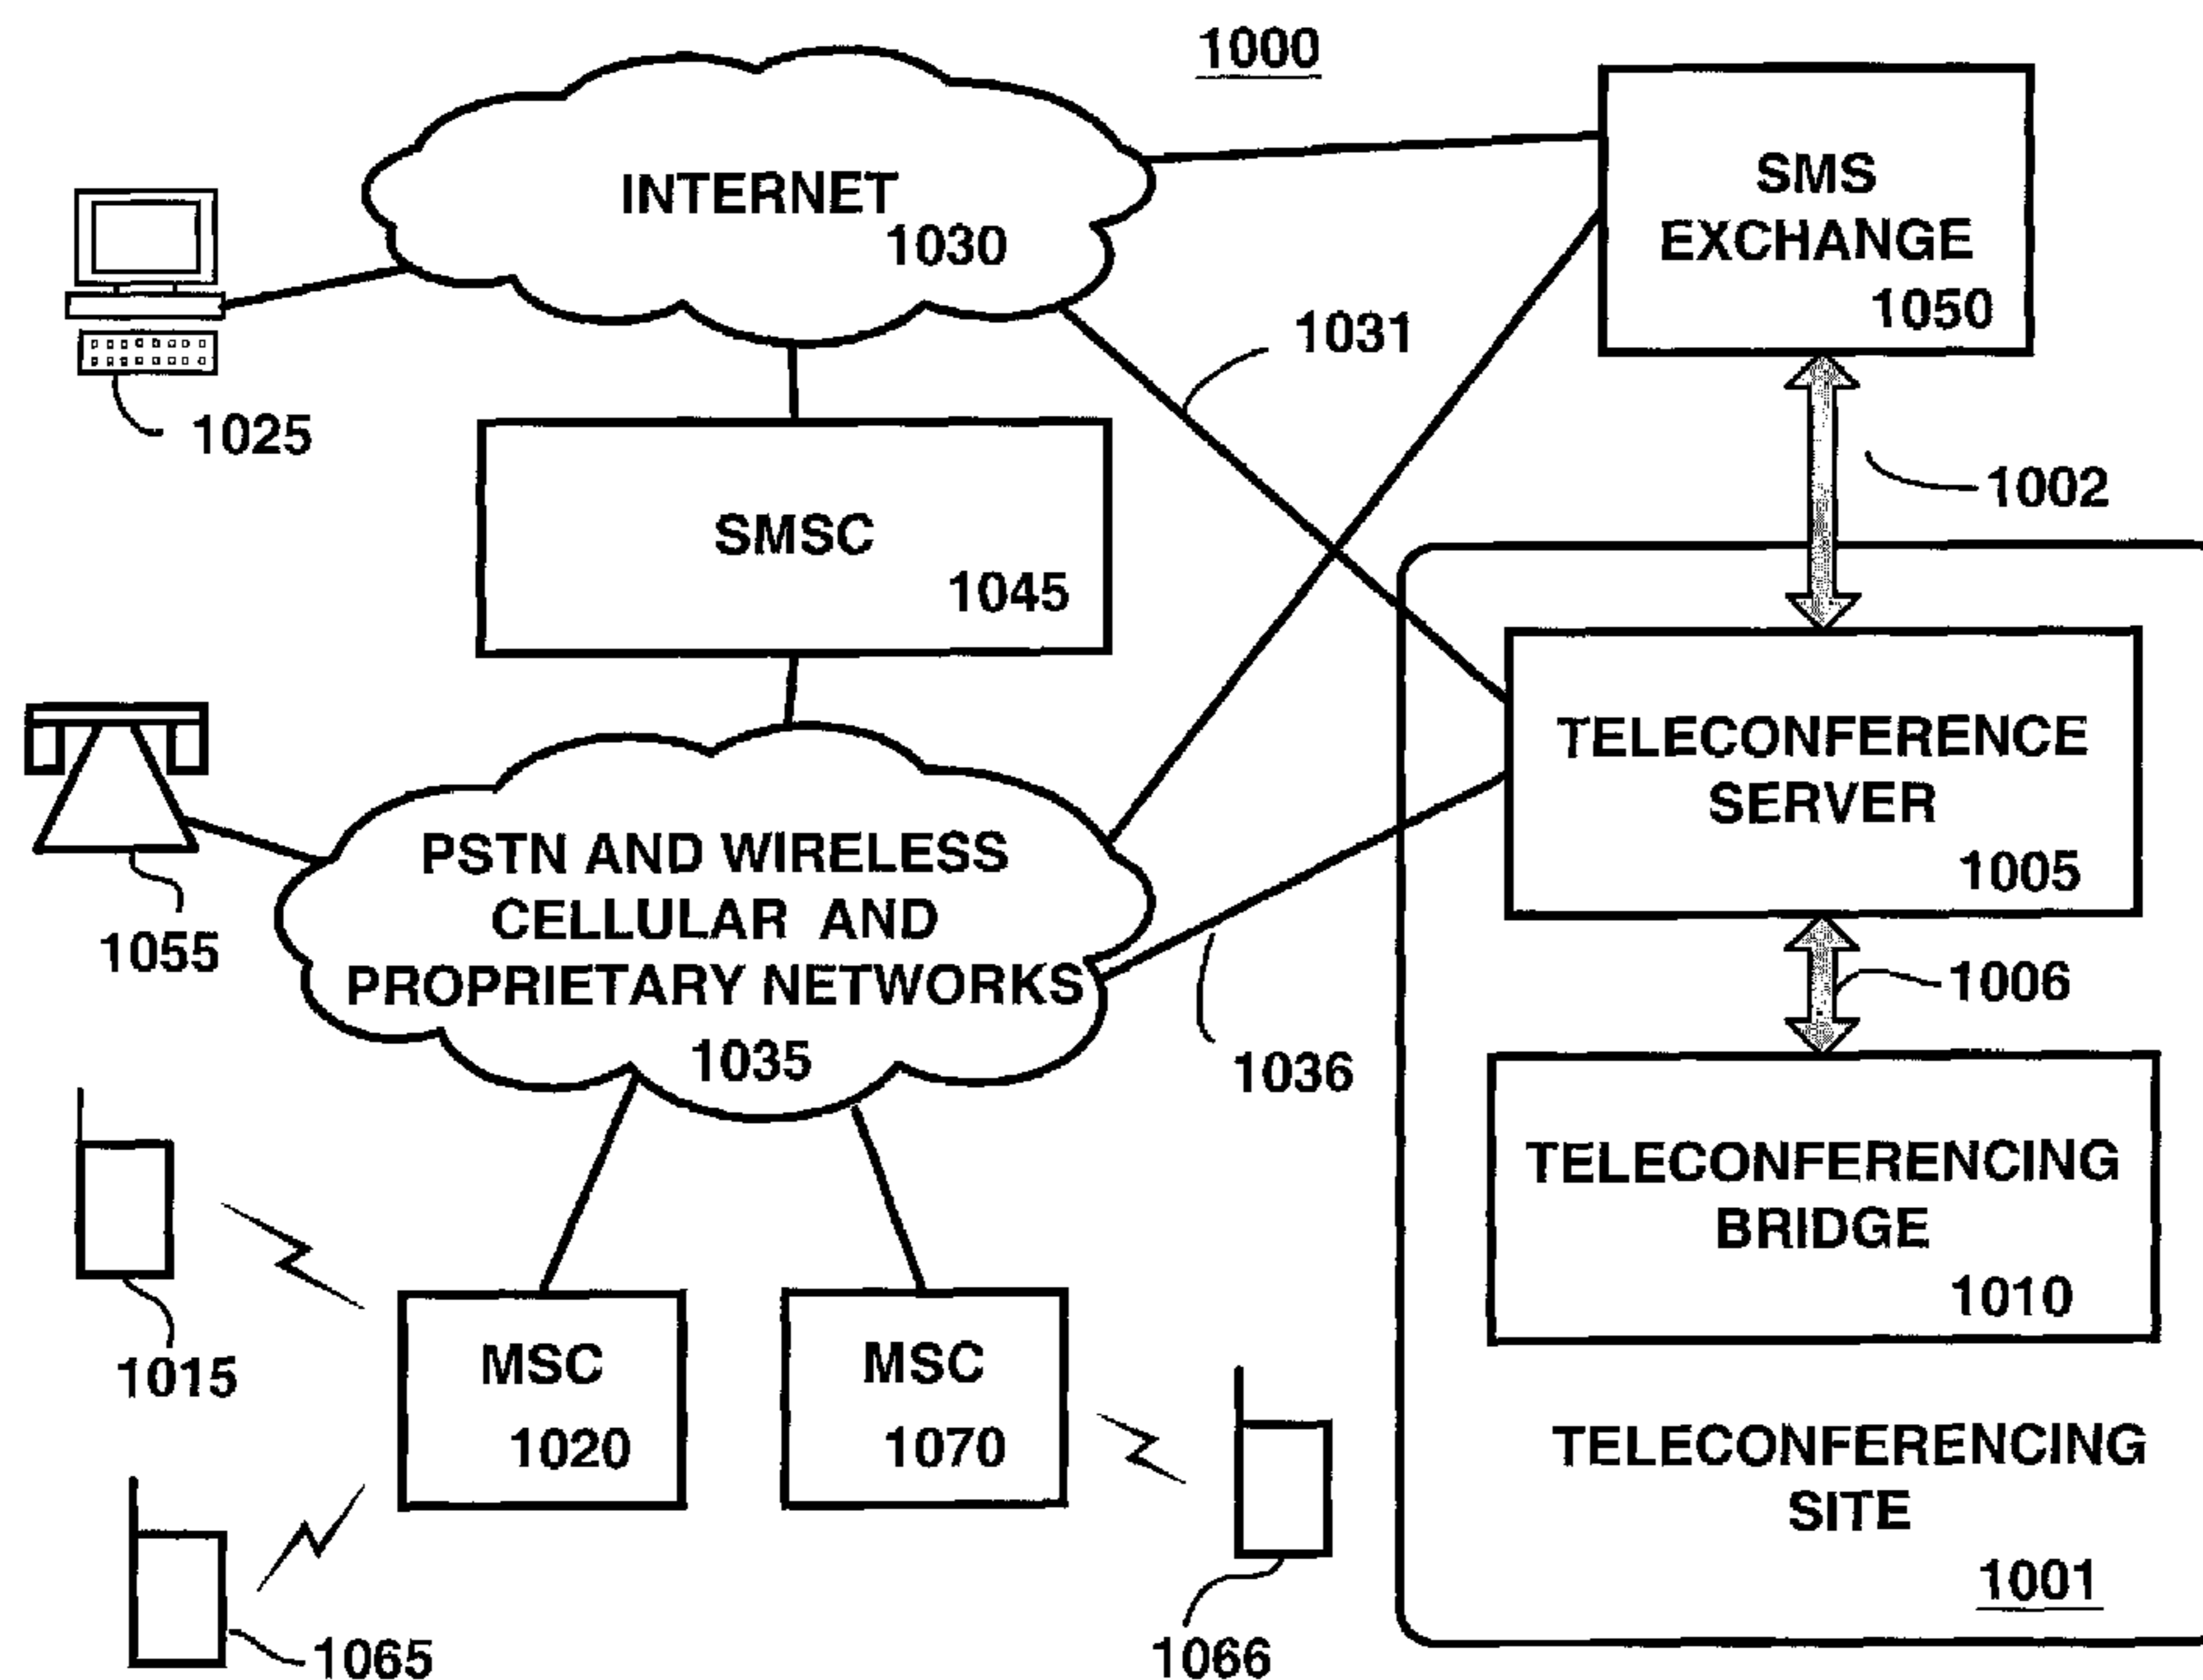 1000
INTERNET
1030
SMS
EXCHANGE
1050
1025
1031
1002
SMSC
1045
TELECONFERENCE
SERVER
1005
1055
PSTN AND WIRELESS
CELLULAR AND
PROPRIETARY NETWORKS
1035
1036
1006
TELECONFERENCING
BRIDGE
1010
1015
MSC
1020
MSC
1070
1065
1066
TELECONFERENCING
SITE
1001